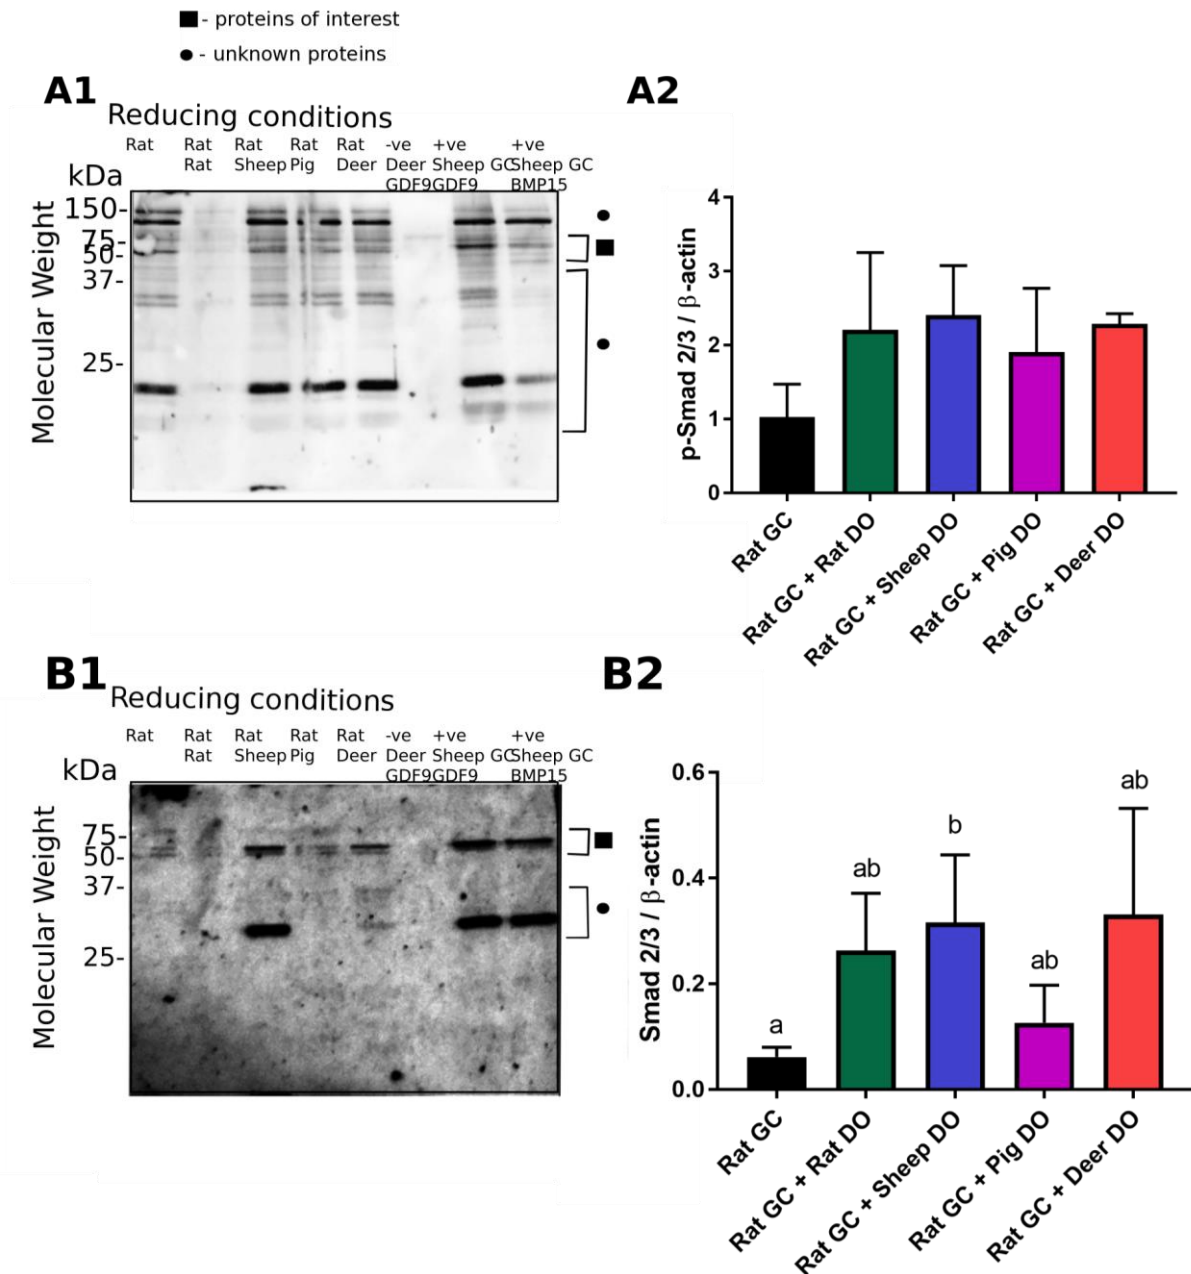 ■ - proteins of interest
● - unknown proteins
A1
Reducing conditions
Rat Rat Rat Rat Rat -ve +ve +ve
Rat Sheep Pig Deer Deer Sheep GC Sheep GC
GDF9 GDF9 BMP15
kDa
150-
75-
50-
37-
25-
Molecular Weight
A2
p-Smad 2/3 / β-actin
4
3
2
1
0
Rat GC
Rat GC + Rat DO
Rat GC + Sheep DO
Rat GC + Pig DO
Rat GC + Deer DO
B1
Reducing conditions
Rat Rat Rat Rat Rat -ve +ve +ve
Rat Sheep Pig Deer Deer Sheep GC Sheep GC
GDF9 GDF9 BMP15
kDa
75-
50-
37-
25-
Molecular Weight
B2
Smad 2/3 / β-actin
0.6
0.4
0.2
0.0
a
ab
b
ab
ab
Rat GC
Rat GC + Rat DO
Rat GC + Sheep DO
Rat GC + Pig DO
Rat GC + Deer DO